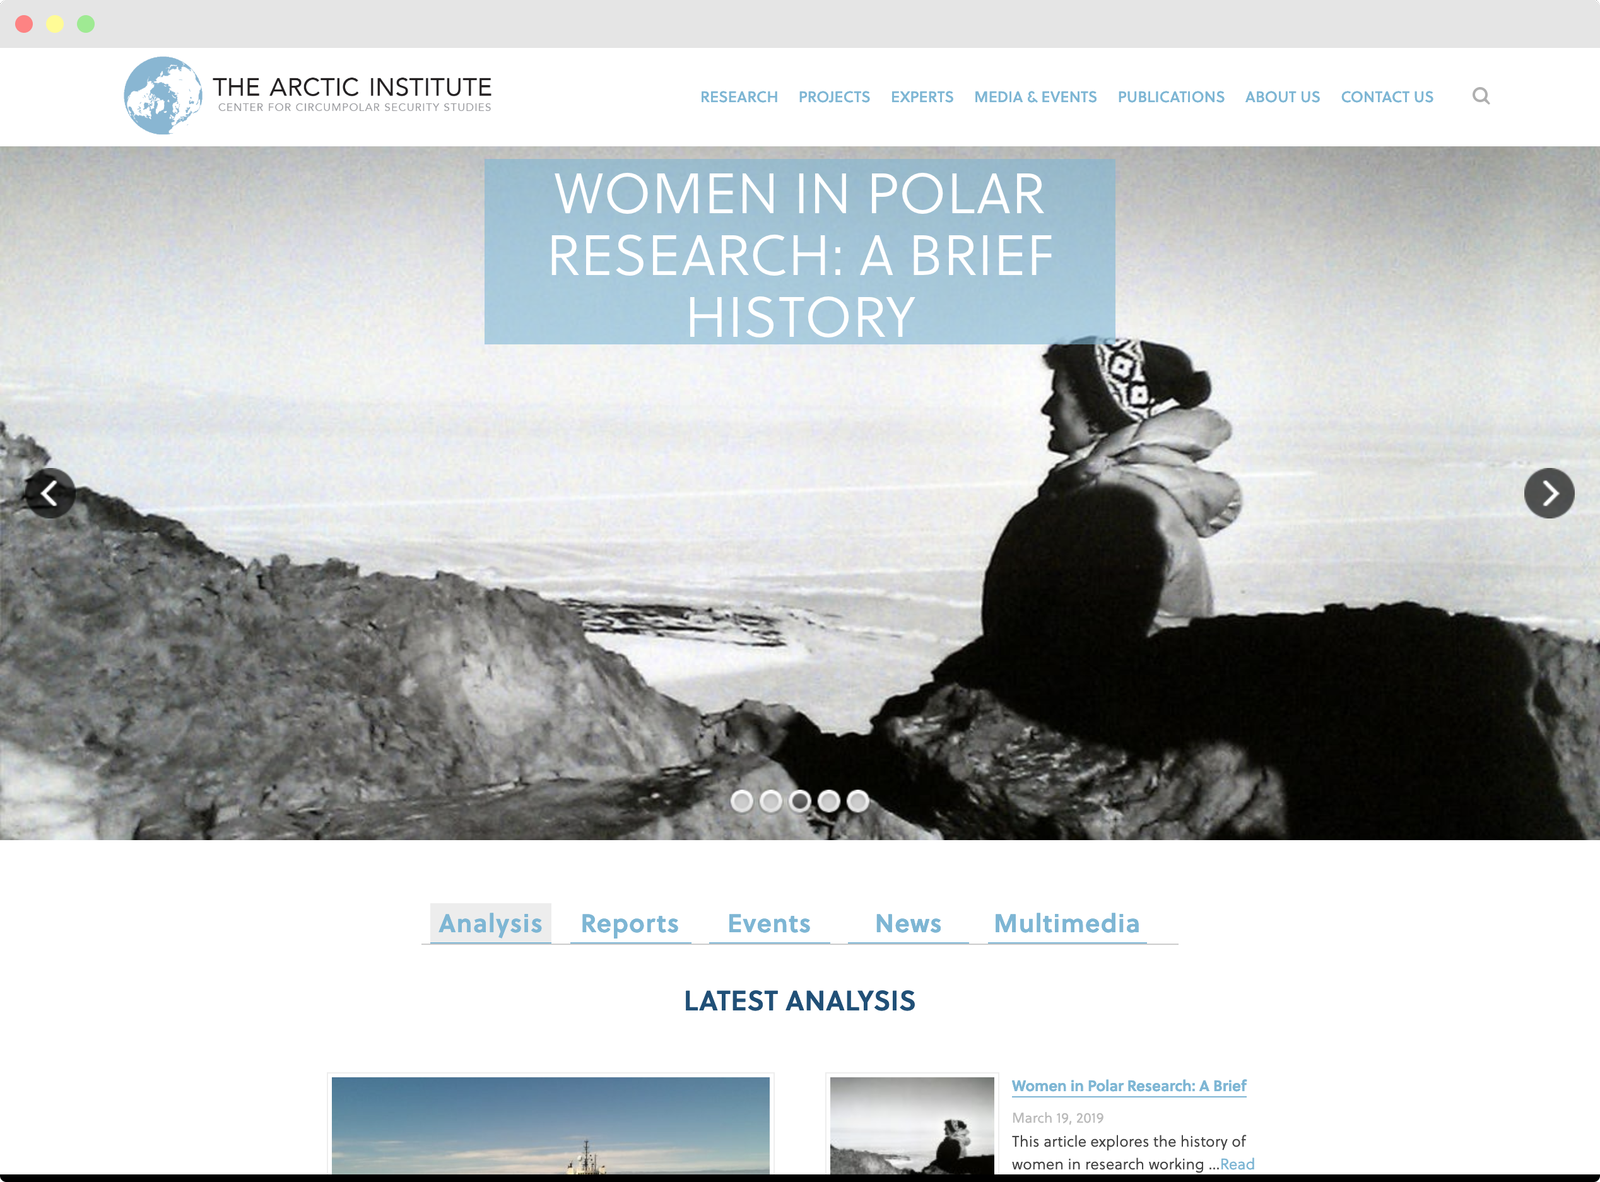 THE ARCTIC INSTITUTE
CENTER FOR CIRCUMPOLAR SECURITY STUDIES
RESEARCH PROJECTS EXPERTS MEDIA & EVENTS PUBLICATIONS ABOUT US CONTACT US
WOMEN IN POLAR
RESEARCH: A BRIEF
HISTORY
Analysis Reports Events News Multimedia
LATEST ANALYSIS
Women in Polar Research: A Brief
March 19, 2019
This article explores the history of
women in research working ...Read